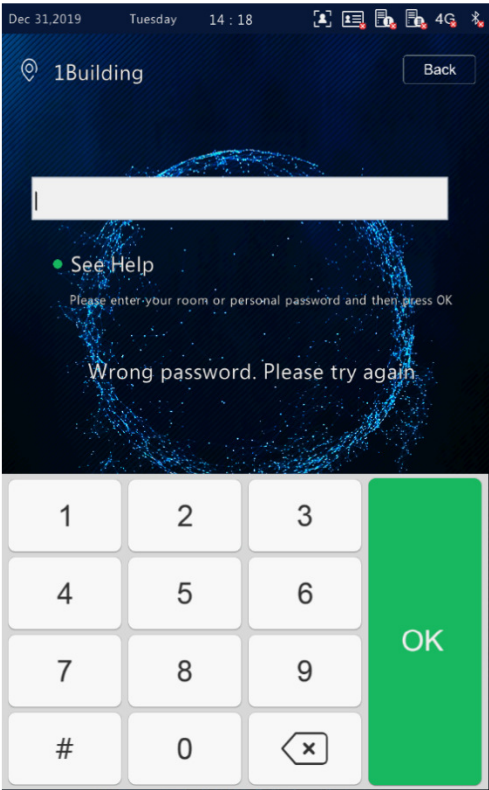 Dec 31,2019 Tuesday 14 : 18 4G
1Building Back
See Help
Please enter your room or personal password and then press OK
Wrong password. Please try again
1 2 3
4 5 6
OK
7 8 9
# 0